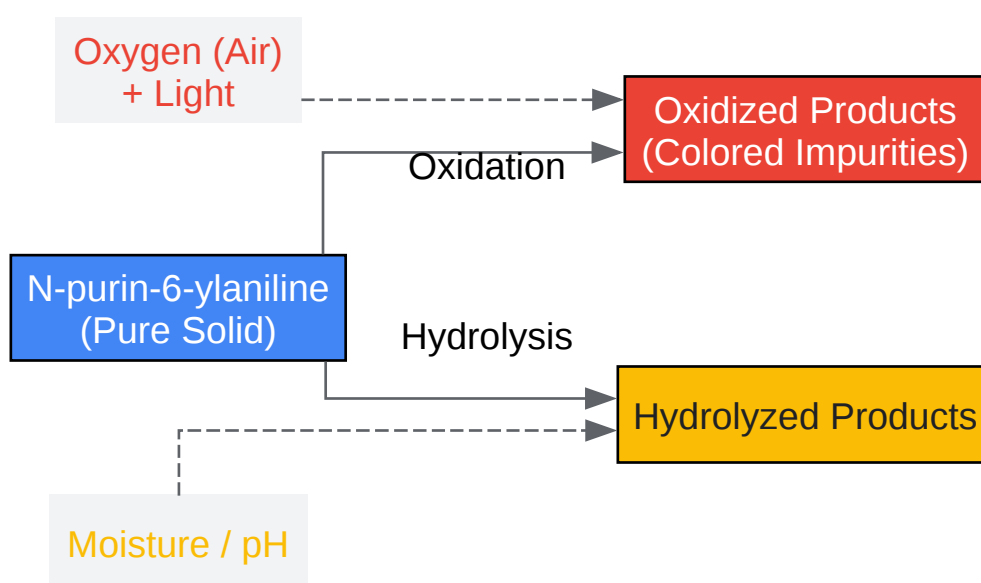 Oxygen (Air)
+ Light
Oxidized Products
(Colored Impurities)
Oxidation
N-purin-6-ylaniline
(Pure Solid)
Hydrolysis
Hydrolyzed Products
Moisture / pH